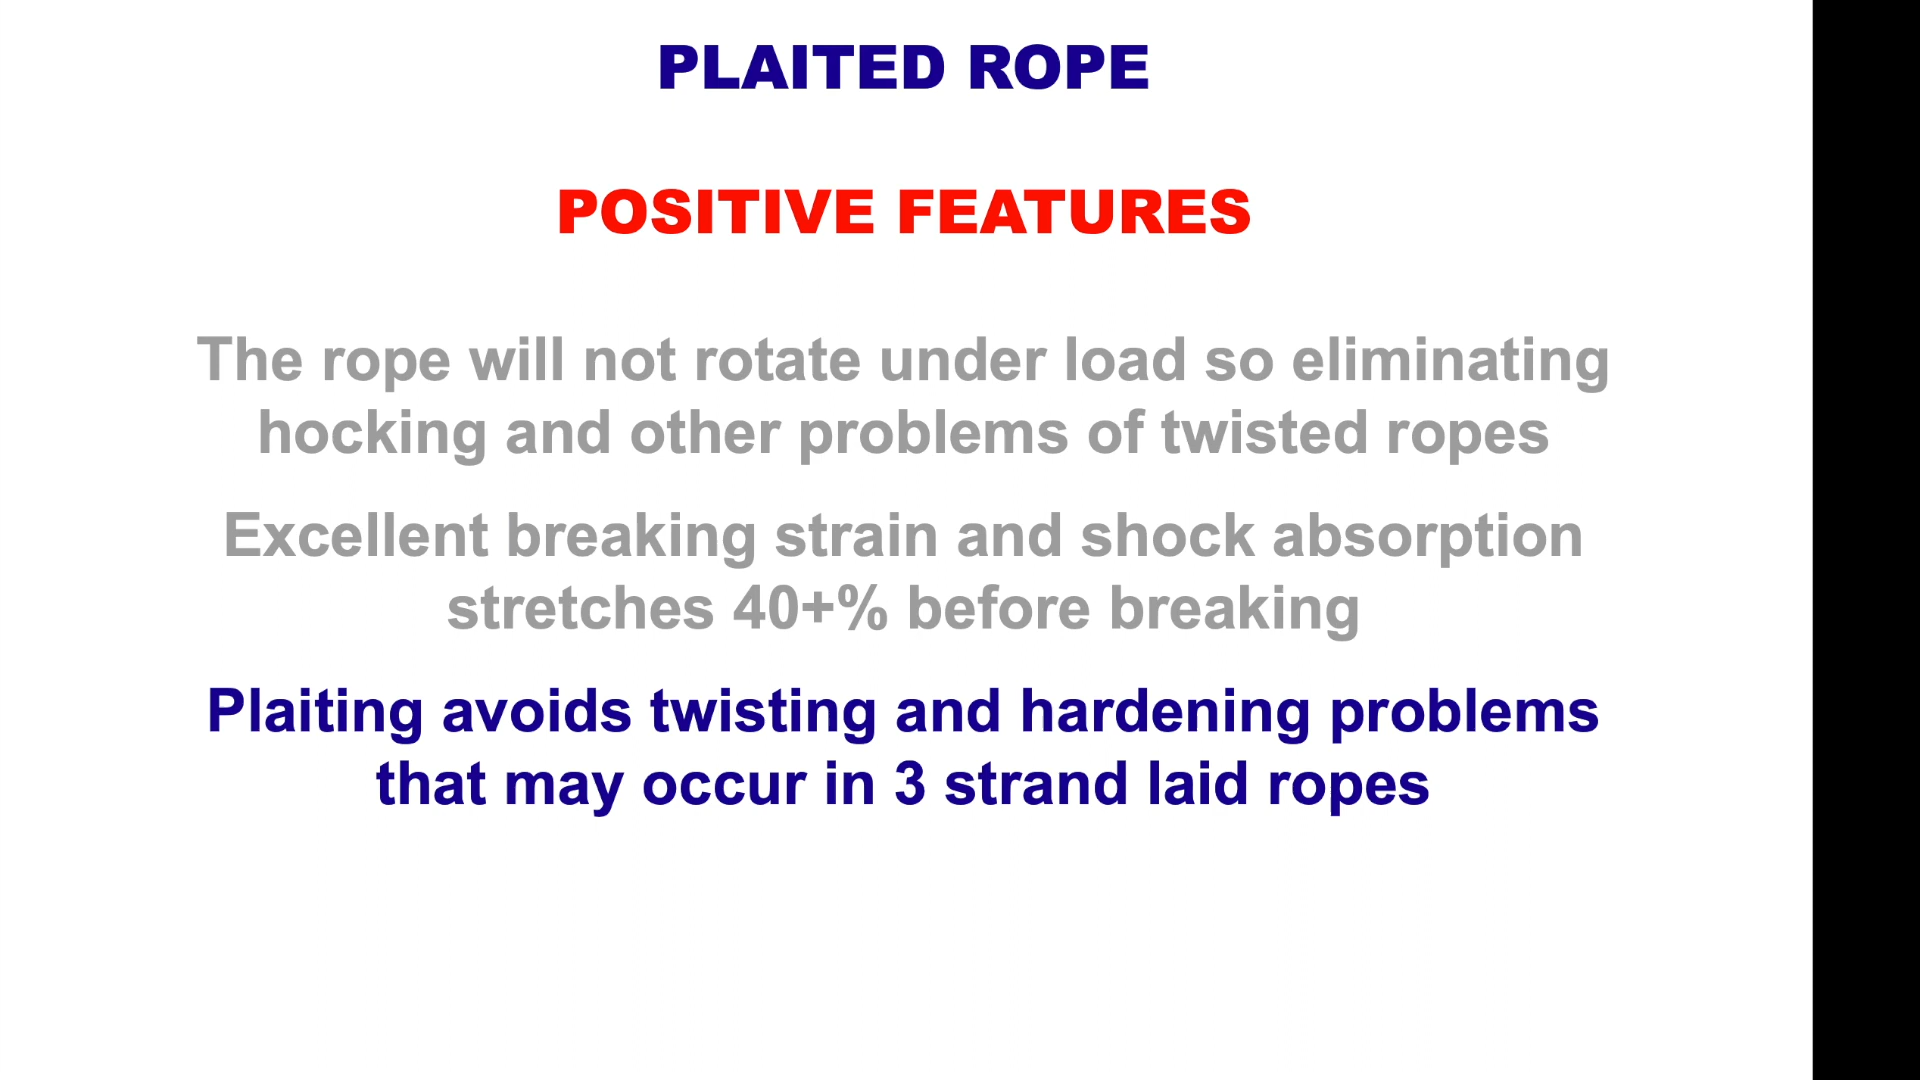 PLAITED ROPE
POSITIVE FEATURES
The rope will not rotate under load so eliminating
hocking and other problems of twisted ropes
Excellent breaking strain and shock absorption
stretches 40+% before breaking
Plaiting avoids twisting and hardening problems
that may occur in 3 strand laid ropes